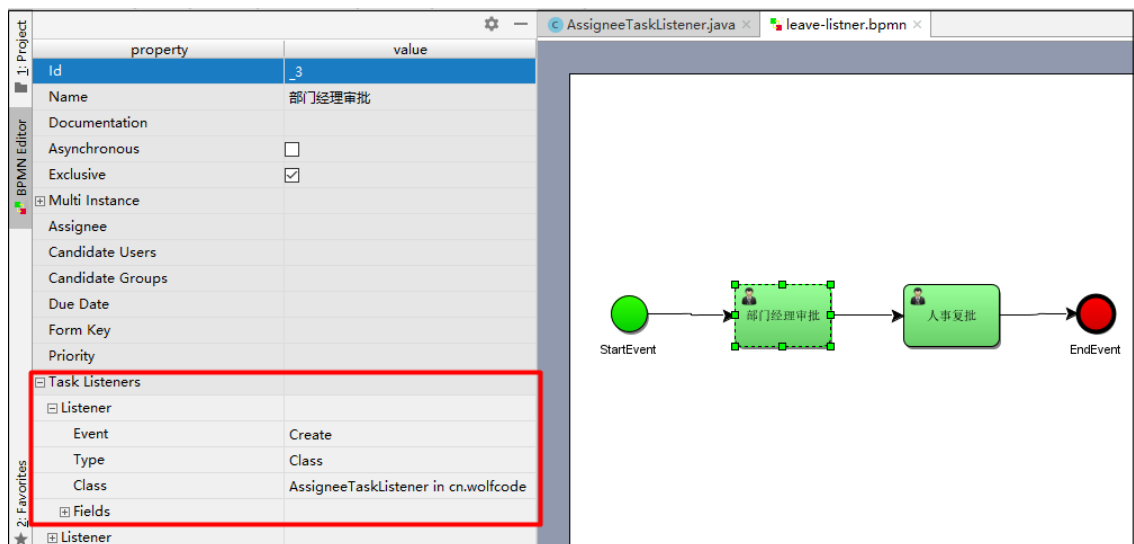 AssigneeTaskListener.java
leave-listner.bpmn
1: Project
BPMN Editor
2: Favorites
property value
Id _3
Name 部门经理审批
Documentation
Asynchronous
Exclusive
Multi Instance
Assignee
Candidate Users
Candidate Groups
Due Date
Form Key
Priority
Task Listeners
Listener
Event Create
Type Class
Class AssigneeTaskListener in cn.wolfcode
Fields
Listener
StartEvent
部门经理审批
人事复批
EndEvent